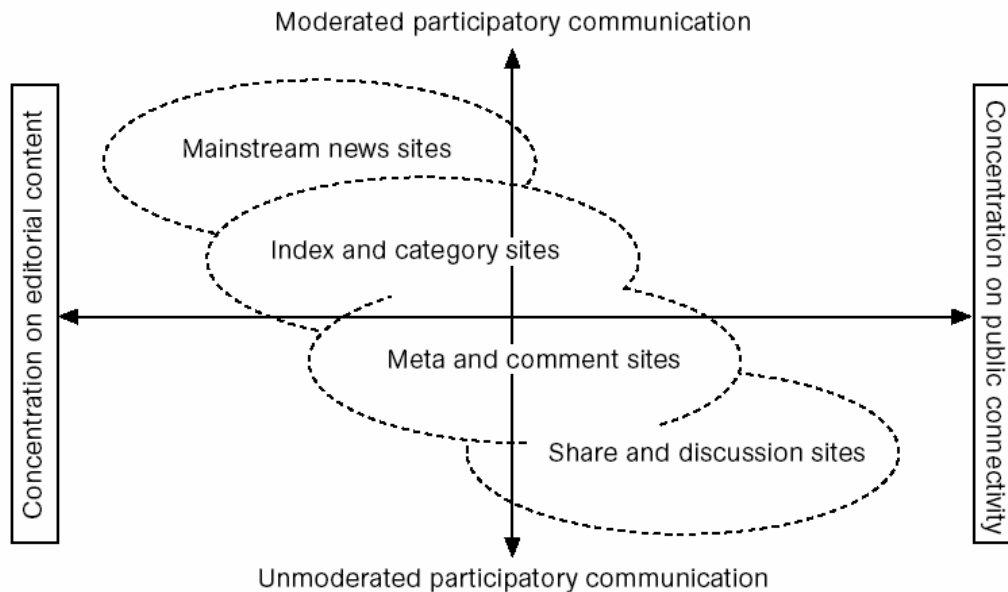 Moderated participatory communication
Concentration on editorial content
Mainstream news sites
Index and category sites
Meta and comment sites
Share and discussion sites
Concentration on public connectivity
Unmoderated participatory communication